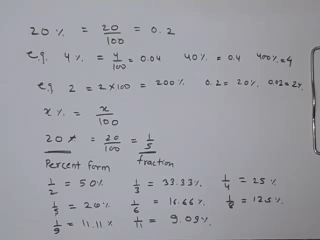 20% = 20/100 = 0.2
e.g 4% = 4/100 = 0.04 40% = 0.4 400% = 4
e.g 2 = 2×100 = 200% 0.2 = 20% 0.02 = 2%
x% = x/100
20% = 20/100 = 1/5
Percent form fraction
1/2 = 50% 1/3 = 33.33% 1/4 = 25%
1/5 = 20% 1/6 = 16.66% 1/8 = 12.5%
1/9 = 11.11% 1/11 = 9.09%